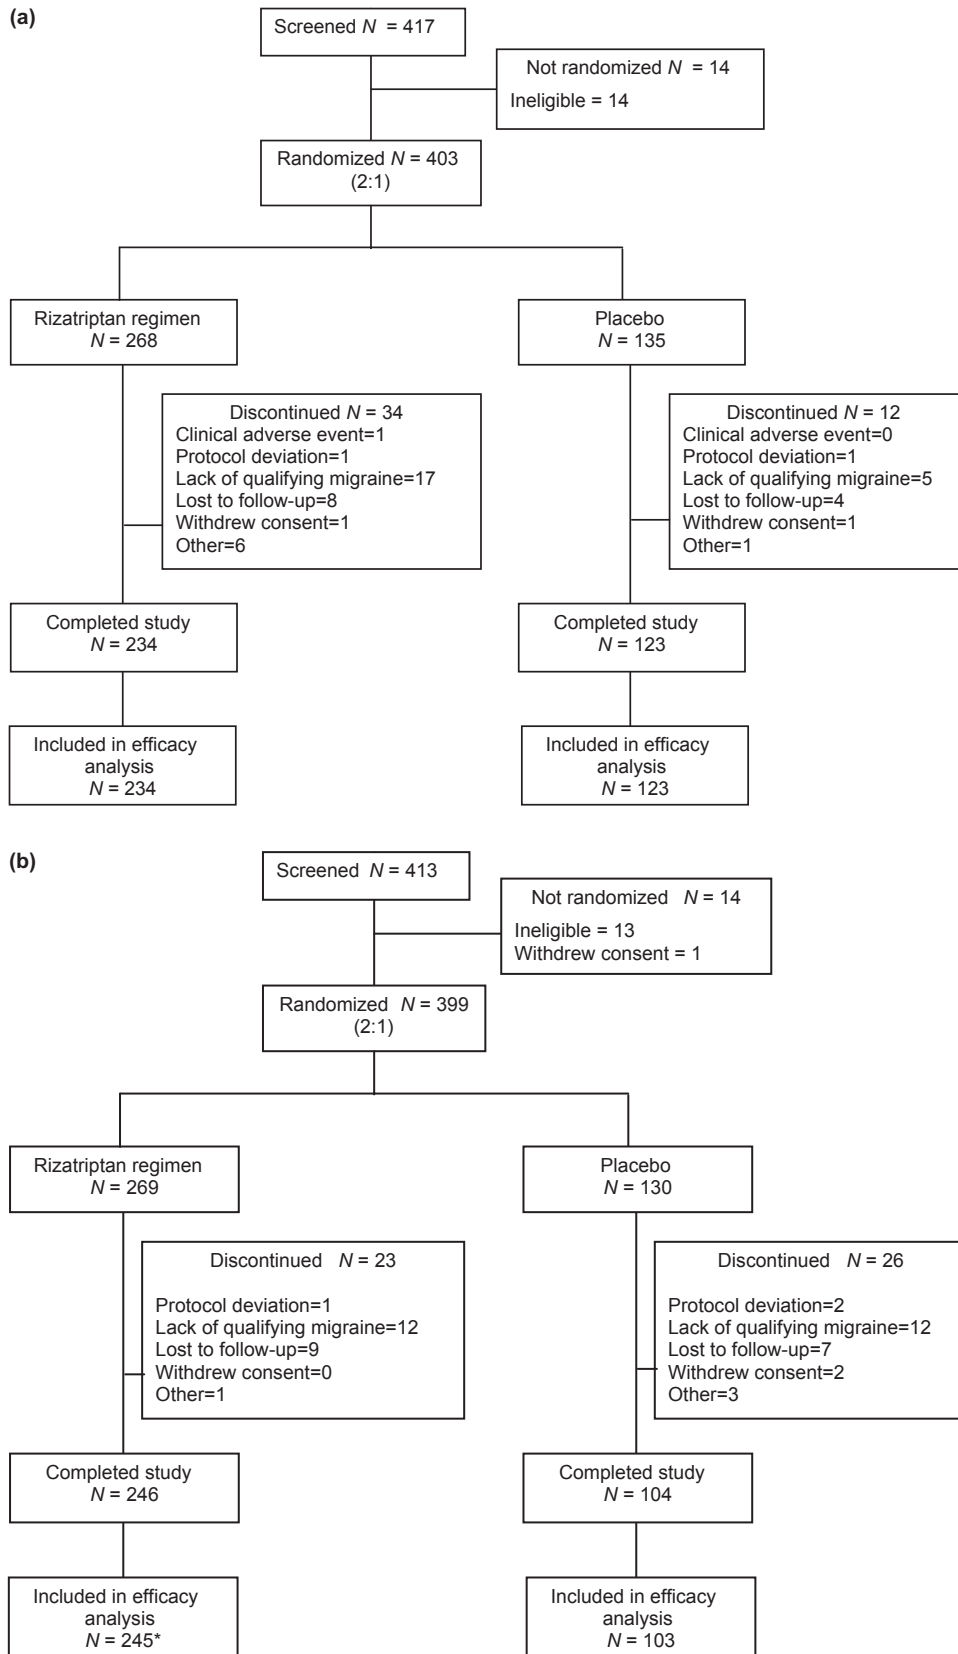 (a)
Screened N = 417
Not randomized N = 14
Ineligible = 14
Randomized N = 403
(2:1)
Rizatriptan regimen
N = 268
Placebo
N = 135
Discontinued N = 34
Clinical adverse event=1
Protocol deviation=1
Lack of qualifying migraine=17
Lost to follow-up=8
Withdrew consent=1
Other=6
Discontinued N = 12
Clinical adverse event=0
Protocol deviation=1
Lack of qualifying migraine=5
Lost to follow-up=4
Withdrew consent=1
Other=1
Completed study
N = 234
Completed study
N = 123
Included in efficacy
analysis
N = 234
Included in efficacy
analysis
N = 123
(b)
Screened N = 413
Not randomized N = 14
Ineligible = 13
Withdrew consent = 1
Randomized N = 399
(2:1)
Rizatriptan regimen
N = 269
Placebo
N = 130
Discontinued N = 23
Protocol deviation=1
Lack of qualifying migraine=12
Lost to follow-up=9
Withdrew consent=0
Other=1
Discontinued N = 26
Protocol deviation=2
Lack of qualifying migraine=12
Lost to follow-up=7
Withdrew consent=2
Other=3
Completed study
N = 246
Completed study
N = 104
Included in efficacy
analysis
N = 245*
Included in efficacy
analysis
N = 103